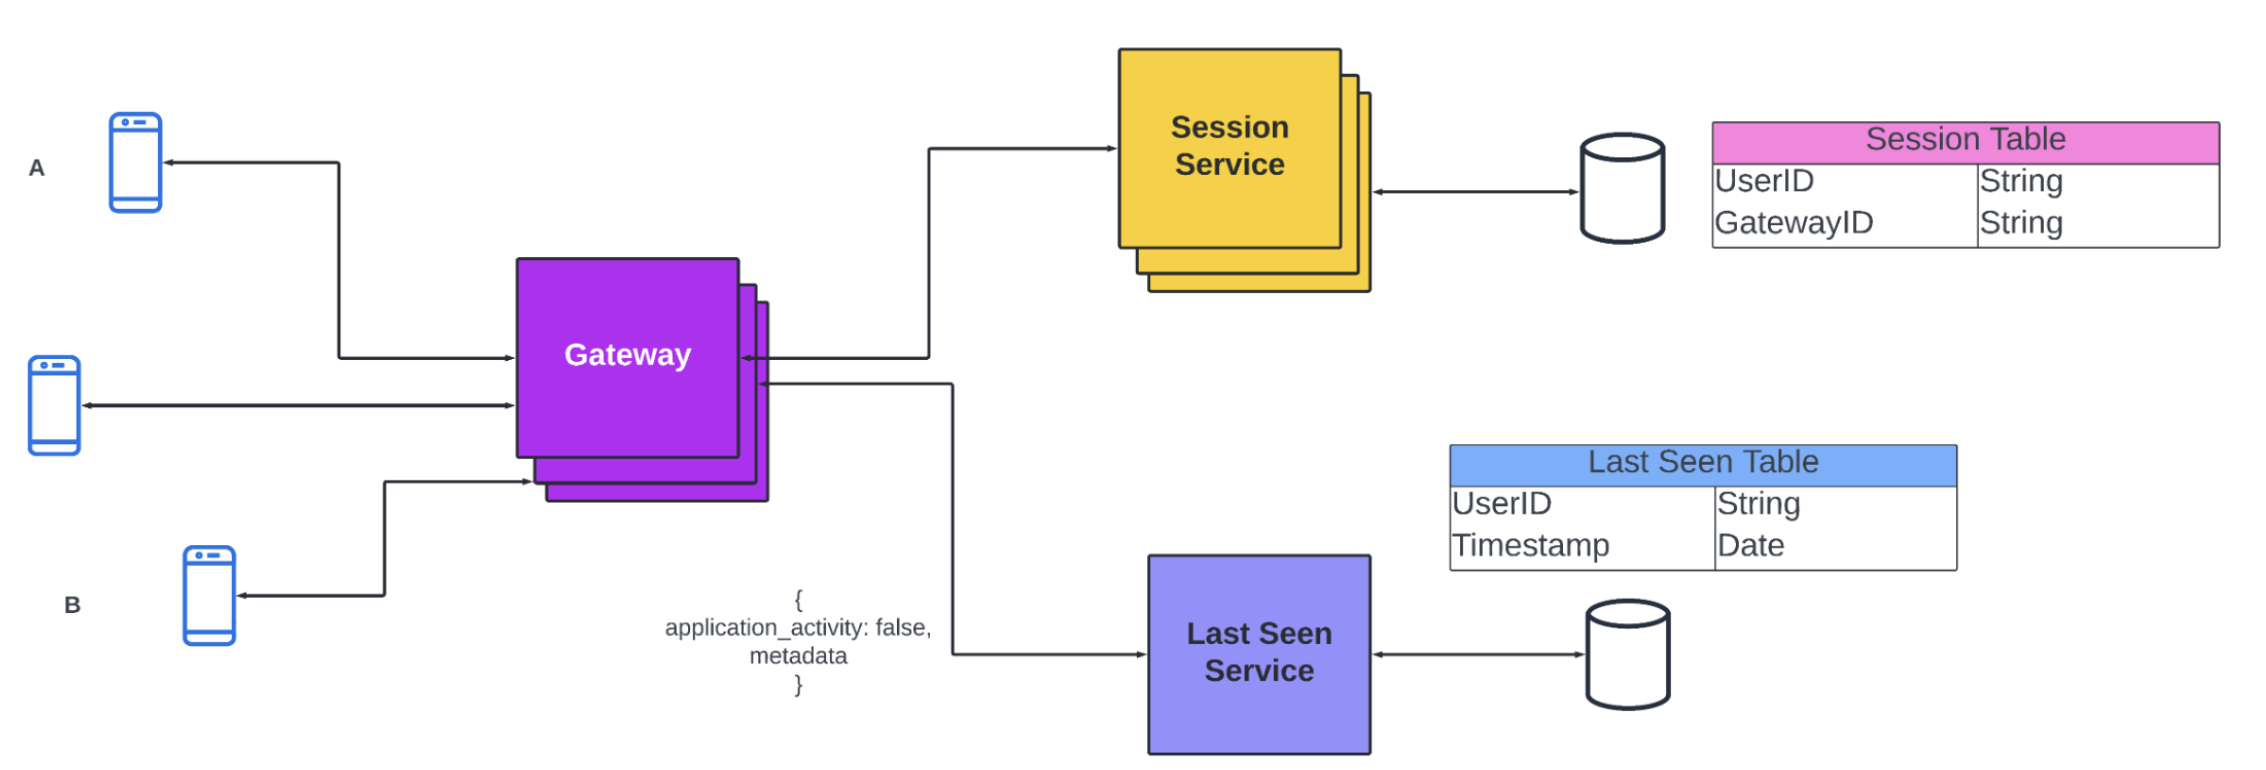 A
B
Gateway
Session
Service
Session Table
UserID String
GatewayID String
{
application_activity: false,
metadata
}
Last Seen
Service
Last Seen Table
UserID String
Timestamp Date